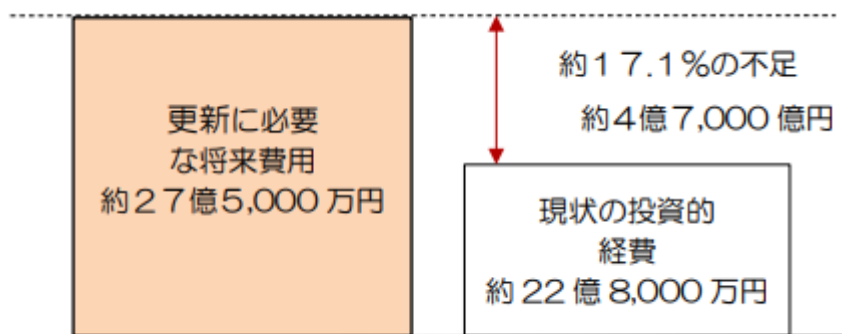 更新に必要
な将来費用
約２７億5,000 万円
約１７.１％の不足
約４億７,000 億円
現状の投資的
経費
約 22 億 8,000 万円